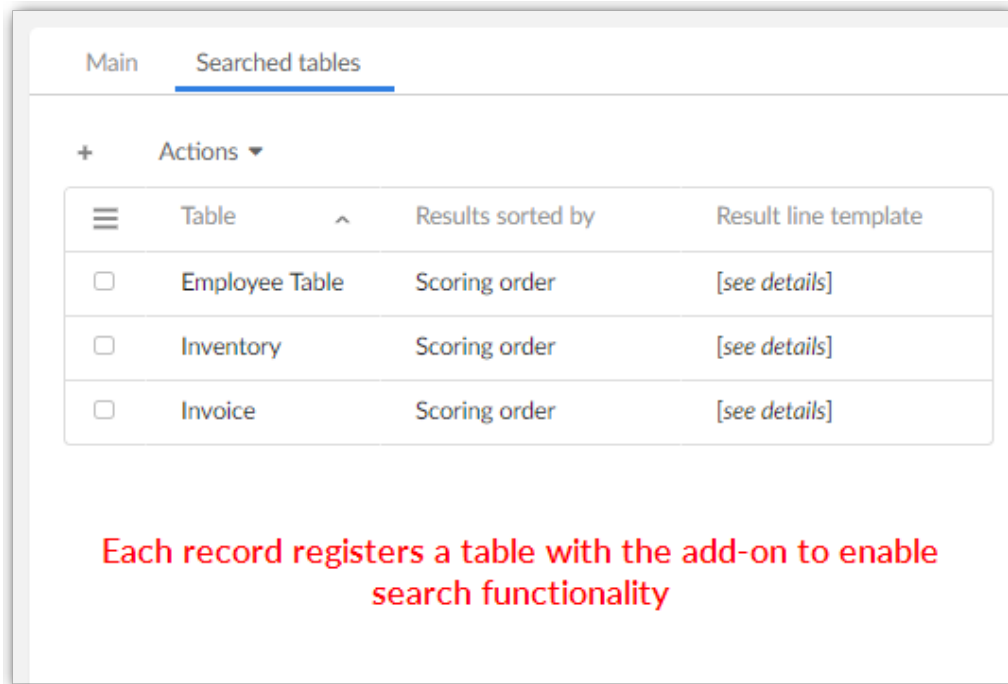 Main Searched tables
+ Actions
Table Results sorted by Result line template
Employee Table Scoring order [see details]
Inventory Scoring order [see details]
Invoice Scoring order [see details]
Each record registers a table with the add-on to enable
search functionality